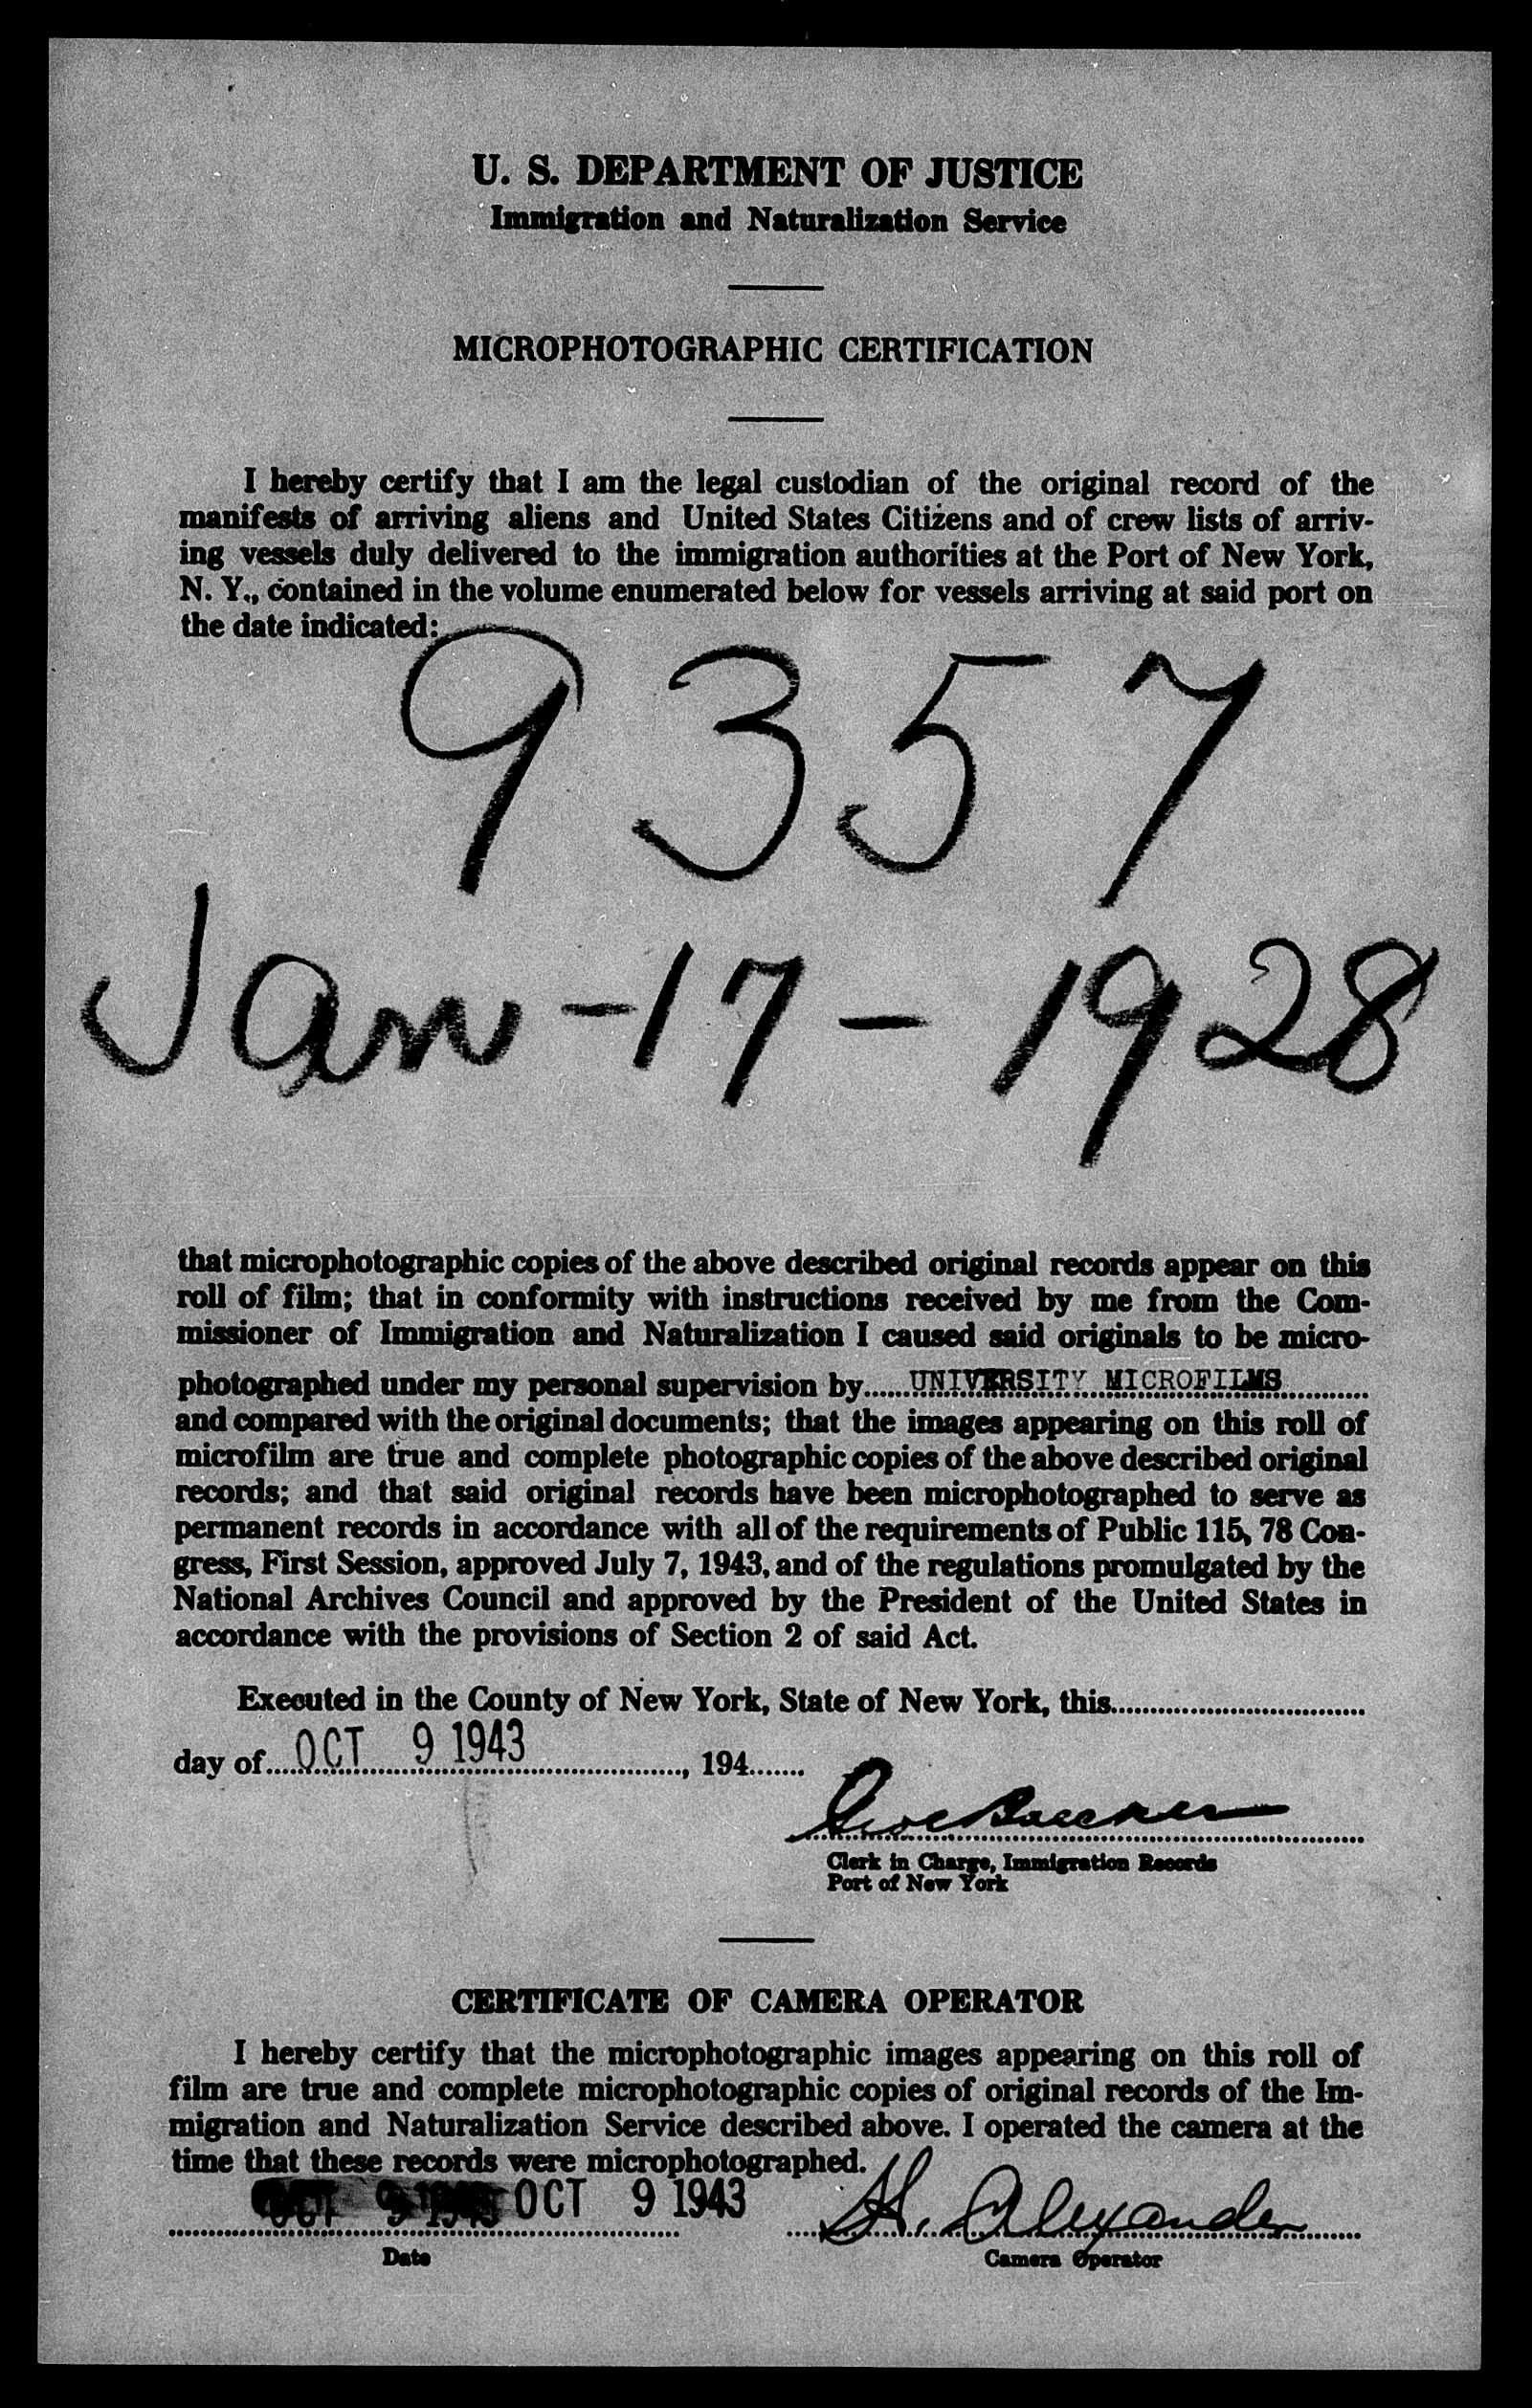 U. S. DEPARTMENT OF JUSTICE
Immigration and Naturalization Service
MICROPHOTOGRAPHIC CERTIFICATION
I hereby certify that I am the legal custodian of the original record of the
manifests of arriving aliens and United States Citizens and of crew lists of arriv-
ing vessels duly delivered to the immigration authorities at the Port of New York,
N. Y., contained in the volume enumerated below for vessels arriving at said port on
the date indicated:
9357
Jan-17-1928
that microphotographic copies of the above described original records appear on this
roll of film; that in conformity with instructions received by me from the Com-
missioner of Immigration and Naturalization I caused said originals to be micro-
photographed under my personal supervision by......UNIVERSITY MICROFILMS............
and compared with the original documents; that the images appearing on this roll of
microfilm are true and complete photographic copies of the above described original
records; and that said original records have been microphotographed to serve as
permanent records in accordance with all of the requirements of Public 115, 78 Con-
gress, First Session, approved July 7, 1943, and of the regulations promulgated by the
National Archives Council and approved by the President of the United States in
accordance with the provisions of Section 2 of said Act.
Executed in the County of New York, State of New York, this................................
day of.....OCT 9 1943...................., 194.......
Clerk in Charge, Immigration Records
Port of New York
CERTIFICATE OF CAMERA OPERATOR
I hereby certify that the microphotographic images appearing on this roll of
film are true and complete microphotographic copies of original records of the Im-
migration and Naturalization Service described above. I operated the camera at the
time that these records were microphotographed.
OCT 9 1943 H. Alexander
Date Camera Operator